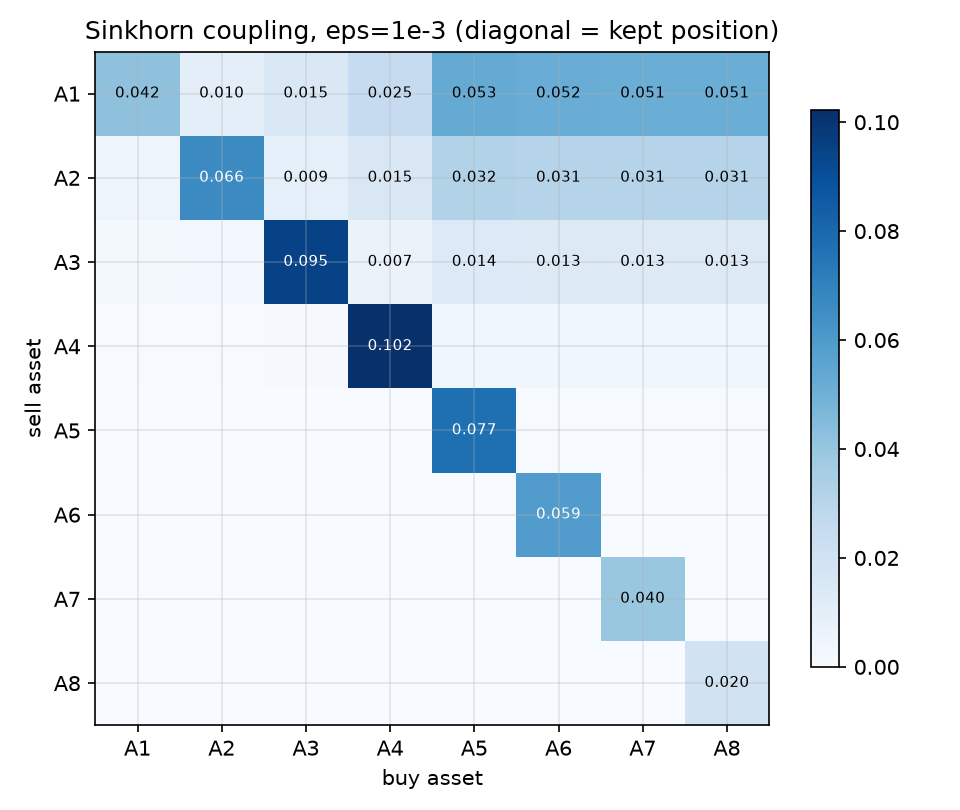 Sinkhorn coupling, eps=1e-3 (diagonal = kept position)
A1 0.042 0.010 0.015 0.025 0.053 0.052 0.051 0.051
A2 0.066 0.009 0.015 0.032 0.031 0.031 0.031
A3 0.095 0.007 0.014 0.013 0.013 0.013
A4 0.102
A5 0.077
A6 0.059
A7 0.040
A8 0.020
A1 A2 A3 A4 A5 A6 A7 A8
buy asset
sell asset
0.10
0.08
0.06
0.04
0.02
0.00